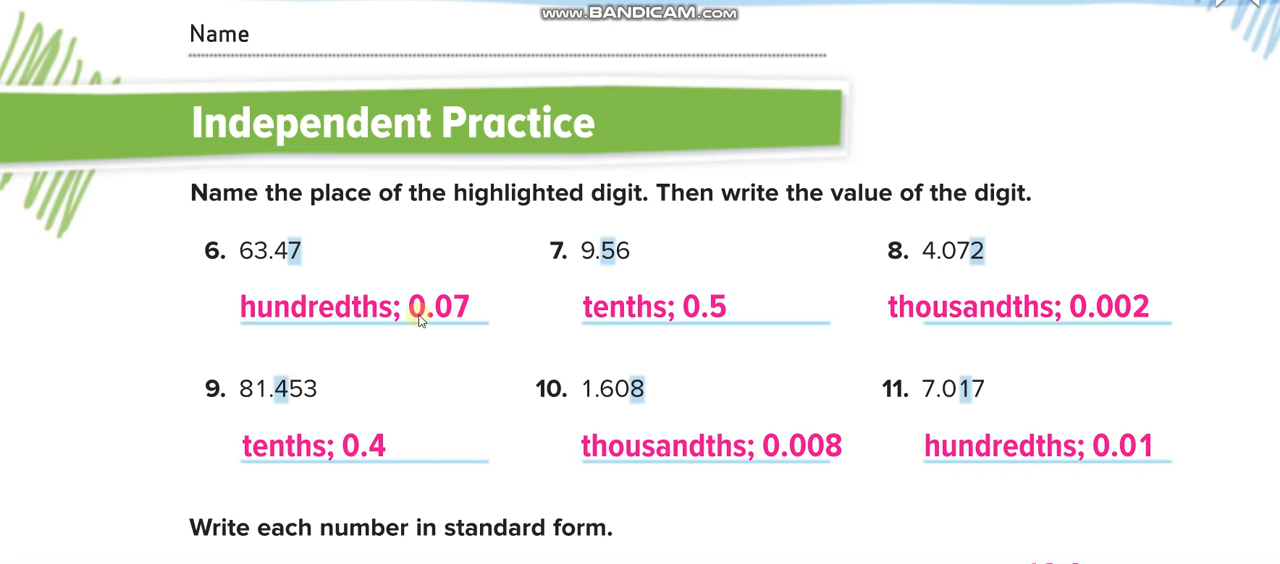 www.BANDICAM.com
Name
Independent Practice
Name the place of the highlighted digit. Then write the value of the digit.
6. 63.47 7. 9.56 8. 4.072
hundredths; 0.07 tenths; 0.5 thousandths; 0.002
9. 81.453 10. 1.608 11. 7.017
tenths; 0.4 thousandths; 0.008 hundredths; 0.01
Write each number in standard form.